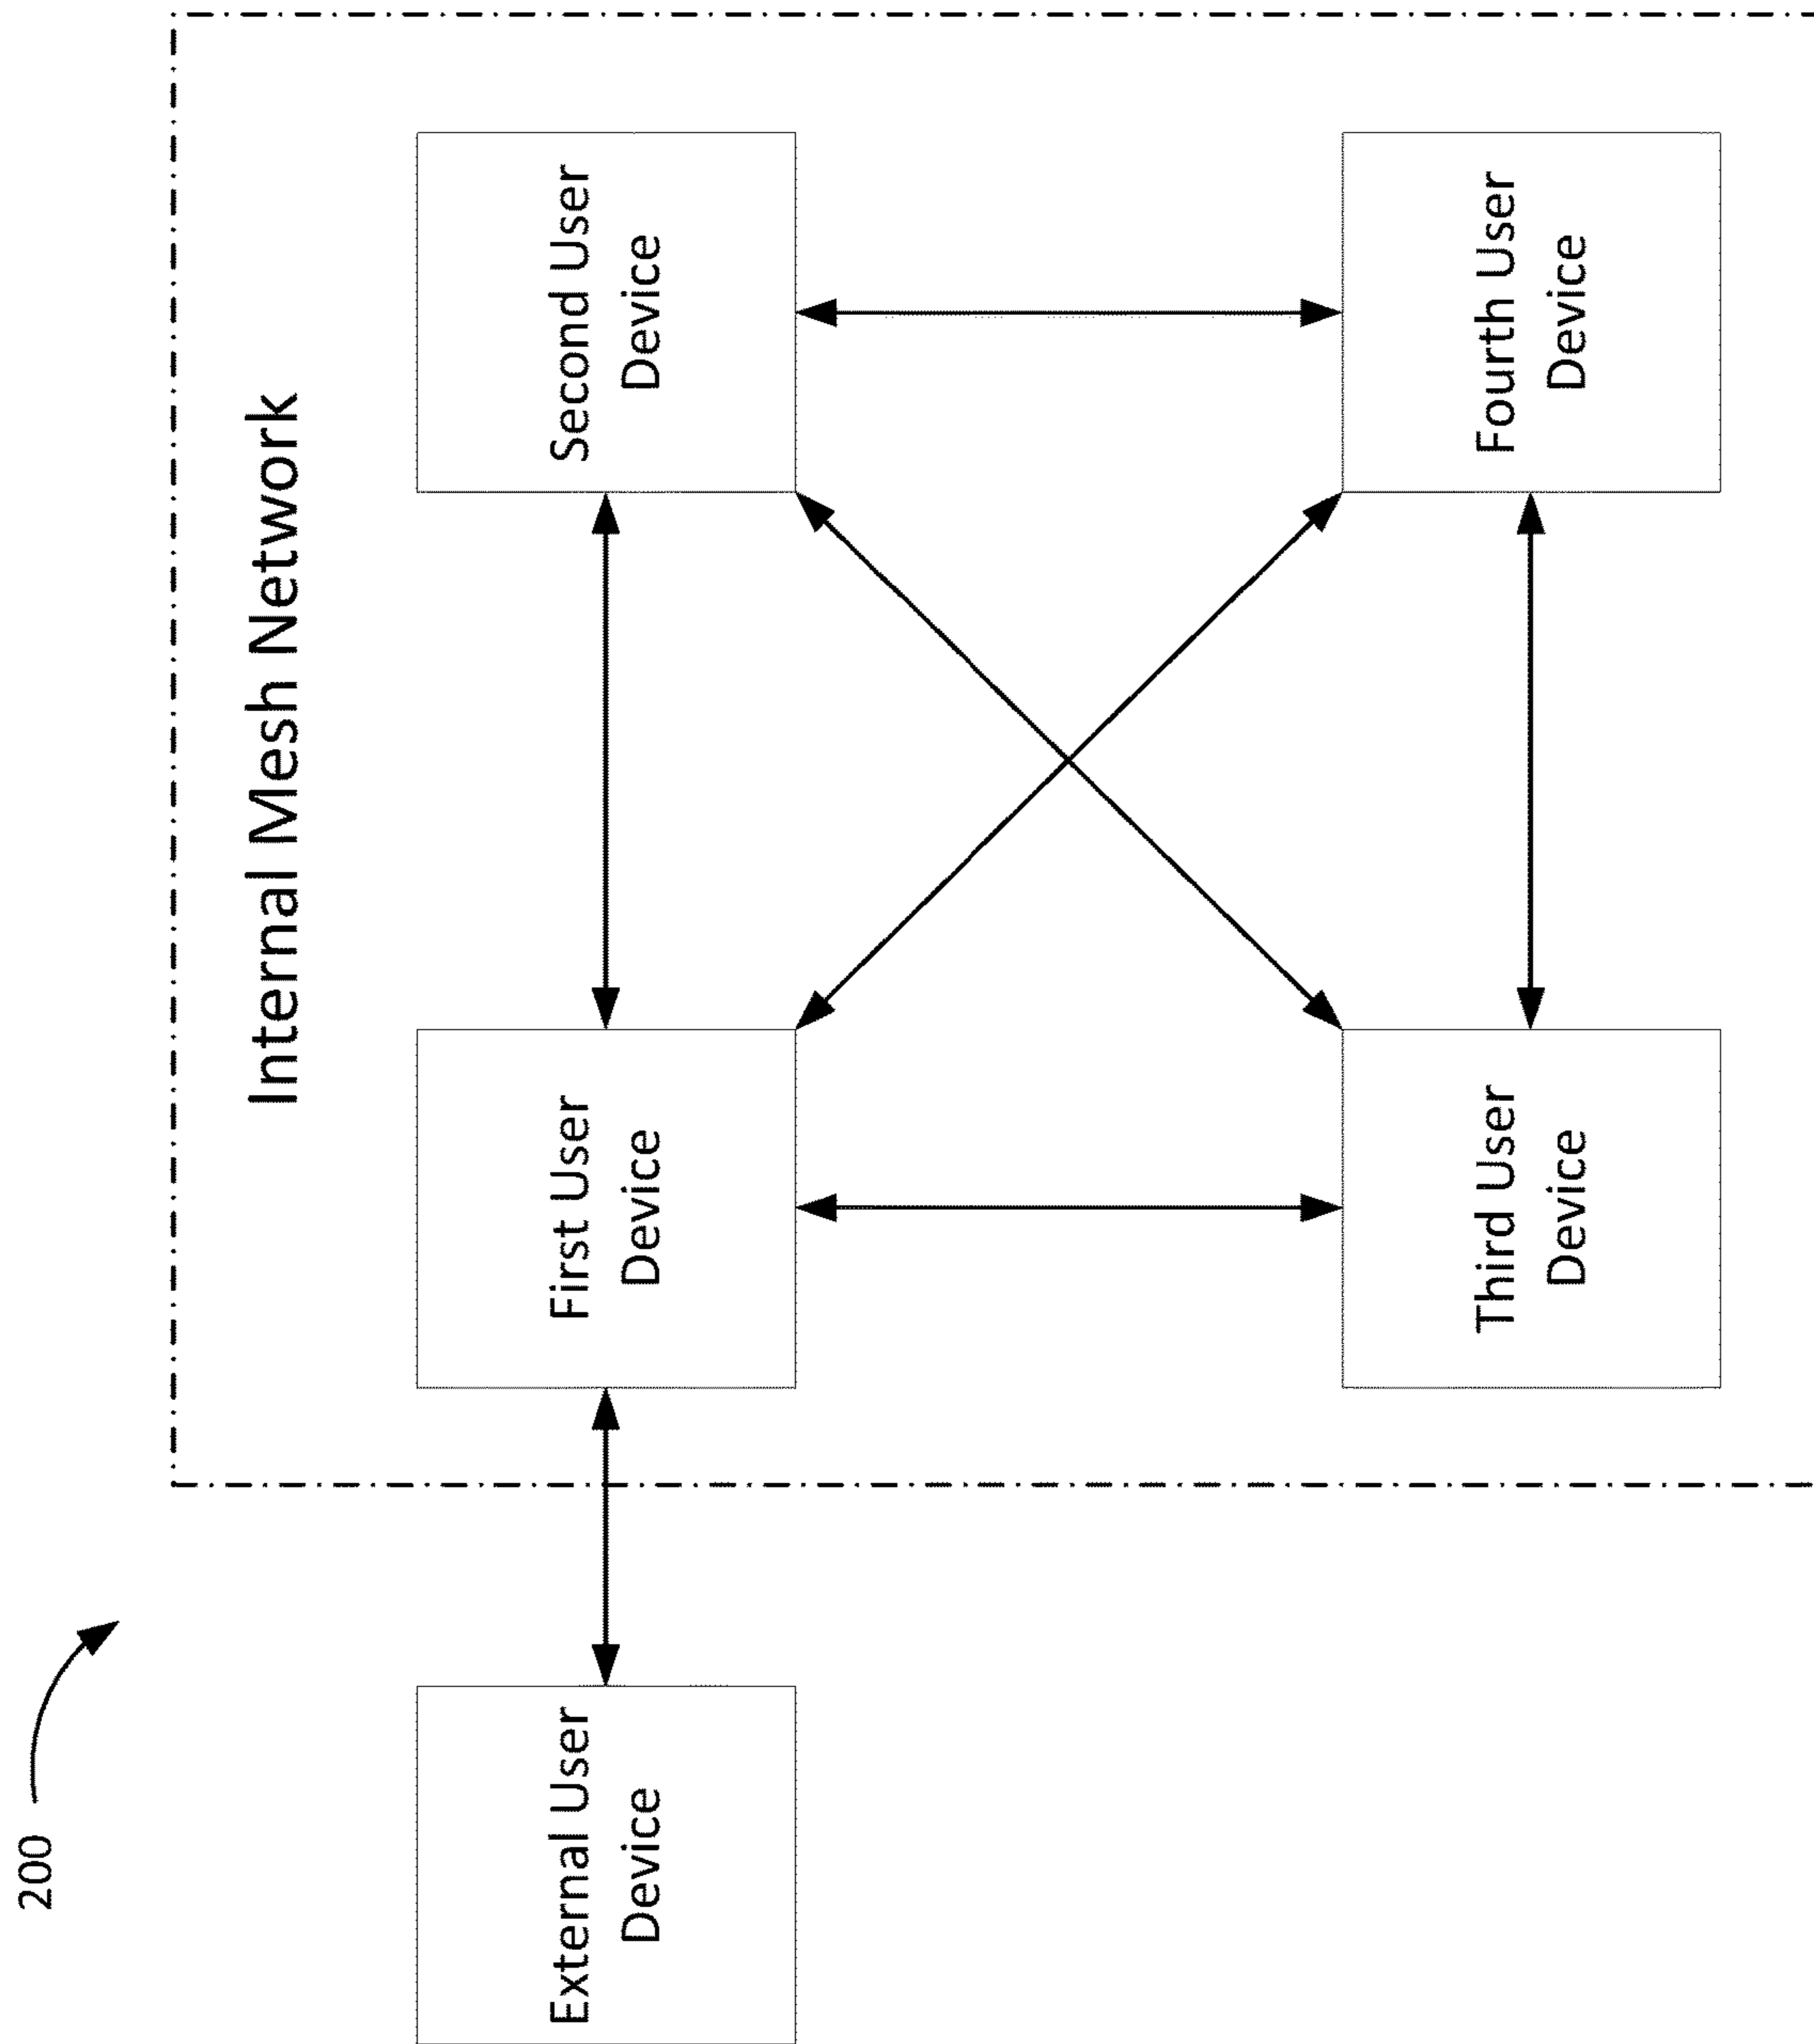 200
Internal Mesh Network
External User
Device
First User
Device
Second User
Device
Third User
Device
Fourth User
Device